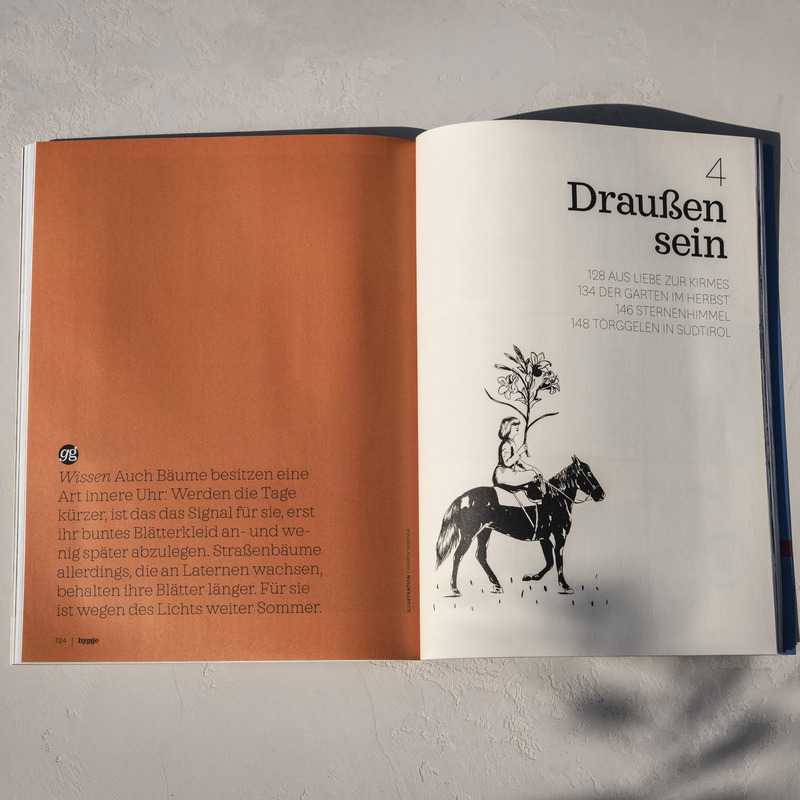 gg
Wissen Auch Bäume besitzen eine
Art innere Uhr: Werden die Tage
kürzer, ist das das Signal für sie, erst
ihr buntes Blätterkleid an- und we-
nig später abzulegen. Straßenbäume
allerdings, die an Laternen wachsen,
behalten ihre Blätter länger. Für sie
ist wegen des Lichts weiter Sommer.
124 | hygge
ILLUSTRATION
4
Draußen
sein
128 AUS LIEBE ZUR KIRMES
134 DER GARTEN IM HERBST
146 STERNENHIMMEL
148 TÖRGGELEN IN SÜDTIROL